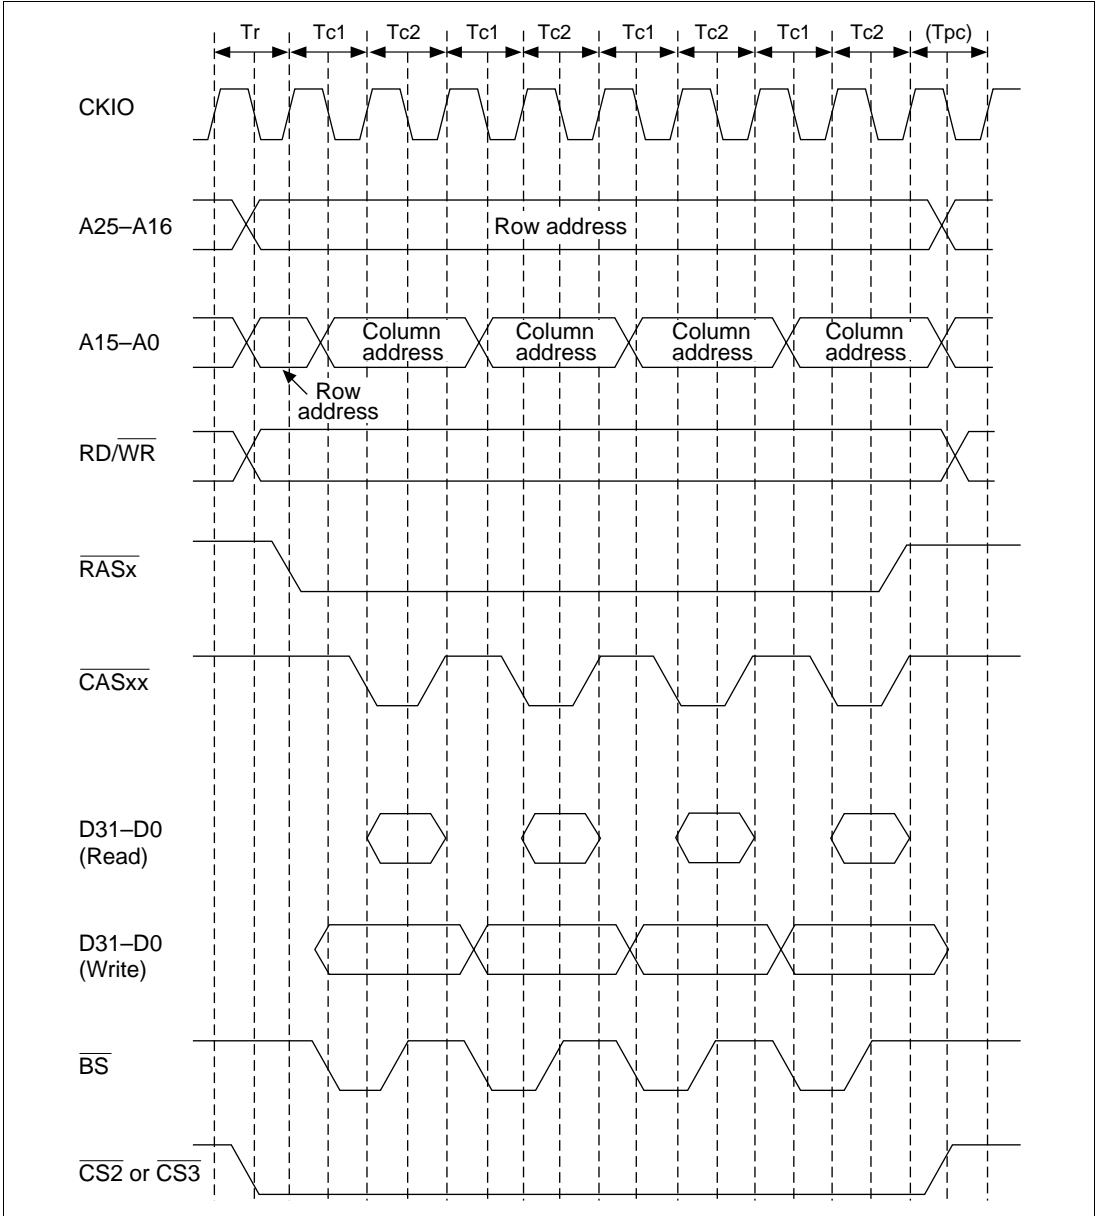 Tr Tc1 Tc2 Tc1 Tc2 Tc1 Tc2 Tc1 Tc2 (Tpc)
CKIO
A25–A16
Row address
A15–A0
Column
address
Column
address
Column
address
Column
address
Row
address
RD/WR
RASx
CASxx
D31–D0
(Read)
D31–D0
(Write)
BS
CS2 or CS3